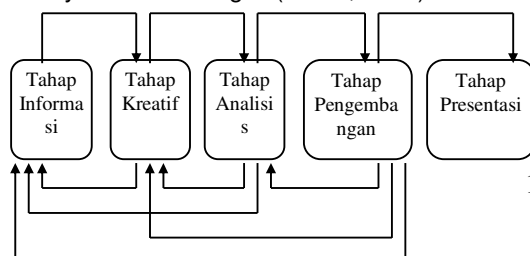 Tahap
Informa
si
Tahap
Kreatif
Tahap
Analisi
s
Tahap
Pengemba
ngan
Tahap
Presentasi